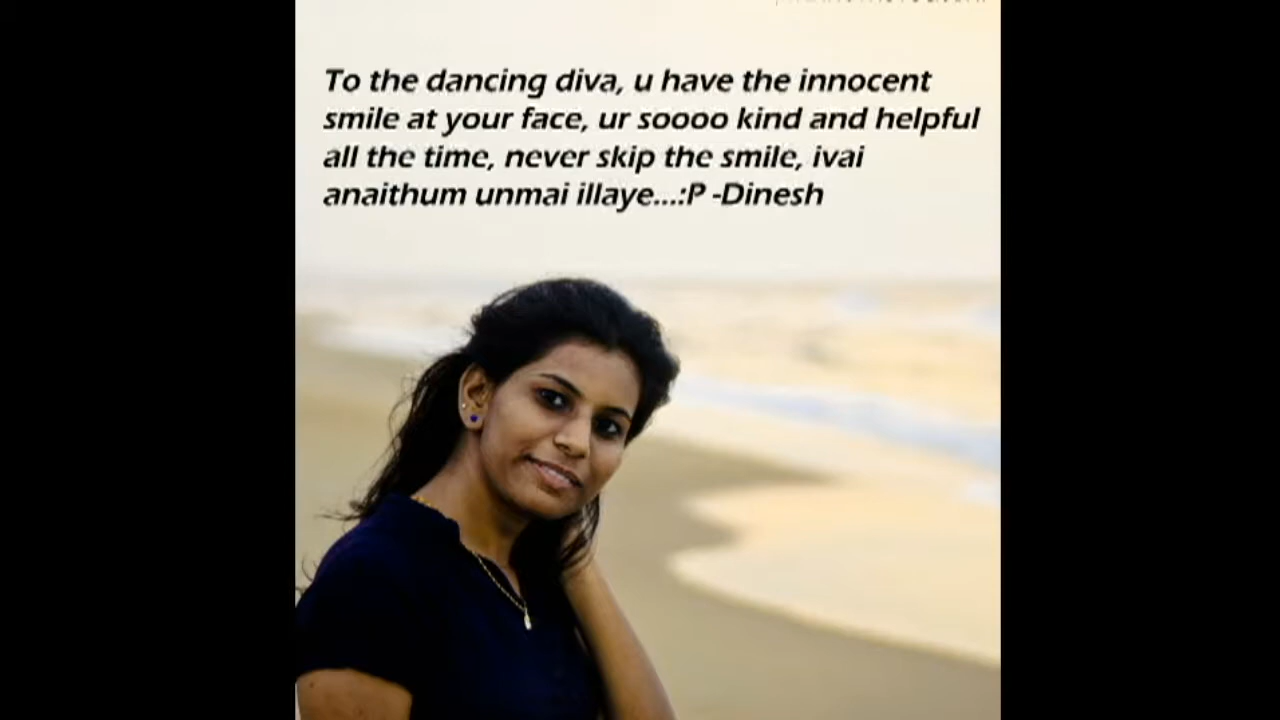 To the dancing diva, u have the innocent
smile at your face, ur soooo kind and helpful
all the time, never skip the smile, ivai
anaithum unmai illaye...:P -Dinesh